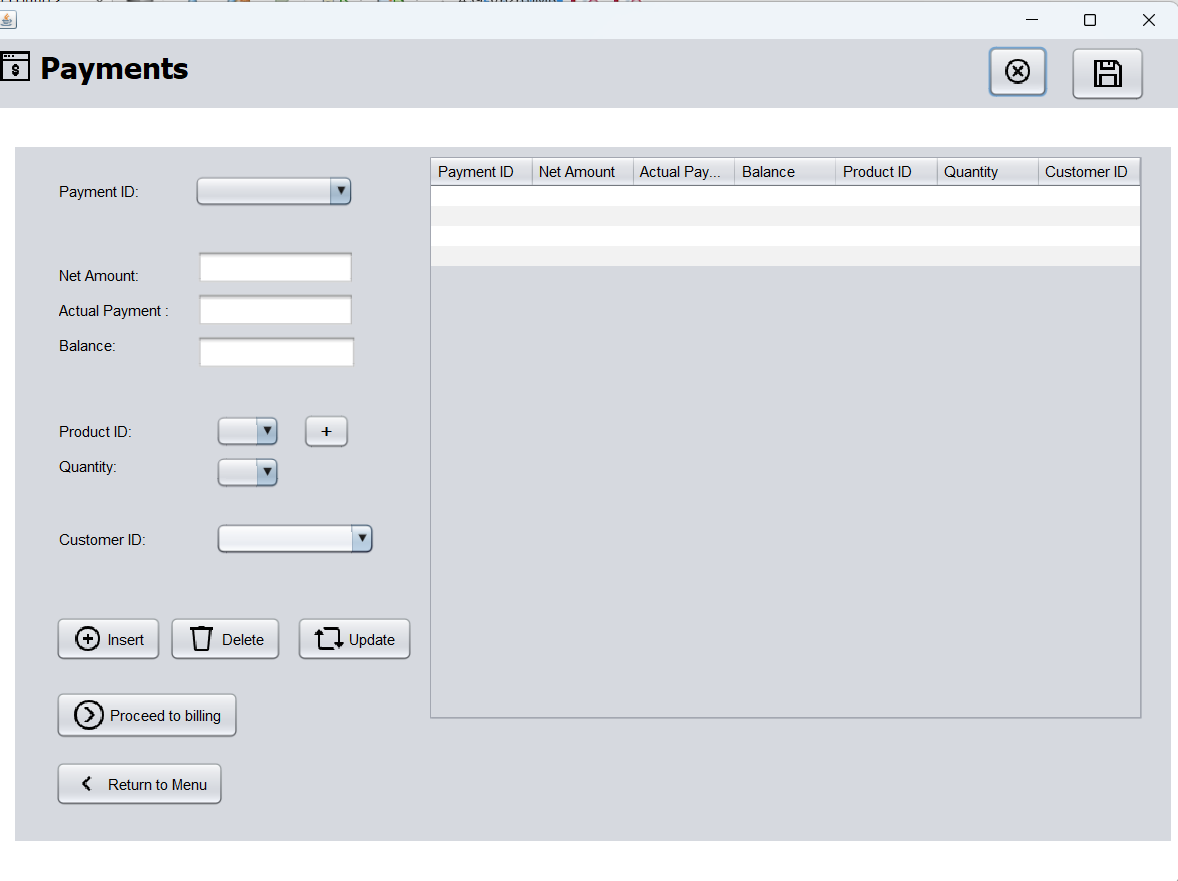 Payments
Payment ID:
Net Amount:
Actual Payment :
Balance:
Product ID:
+
Quantity:
Customer ID:
Insert Delete Update
Proceed to billing
Return to Menu
Payment ID Net Amount Actual Pay... Balance Product ID Quantity Customer ID